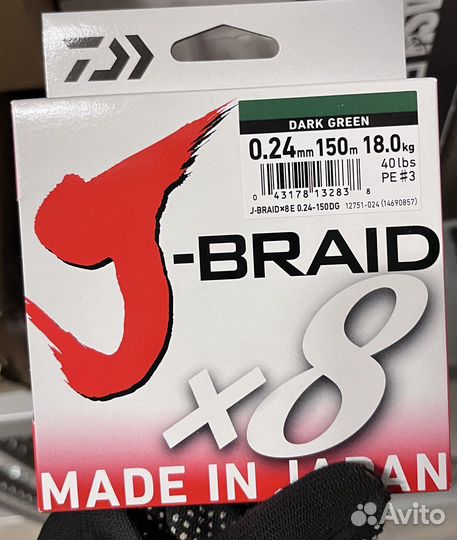 DARK GREEN
0.24mm 150m 18.0kg
40lbs
0 43178 13283 8
PE#3
J-BRAID×8E 0.24-150DG 12751-024 (14690857)
J-BRAID
×8
MADE IN JAPAN
Avito